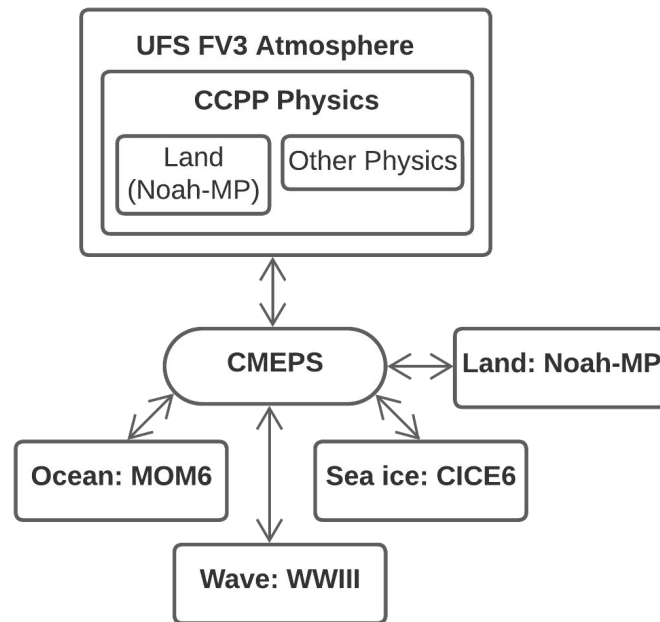 UFS FV3 Atmosphere
CCPP Physics
Land
(Noah-MP)
Other Physics
CMEPS
Land: Noah-MP
Ocean: MOM6
Sea ice: CICE6
Wave: WWIII